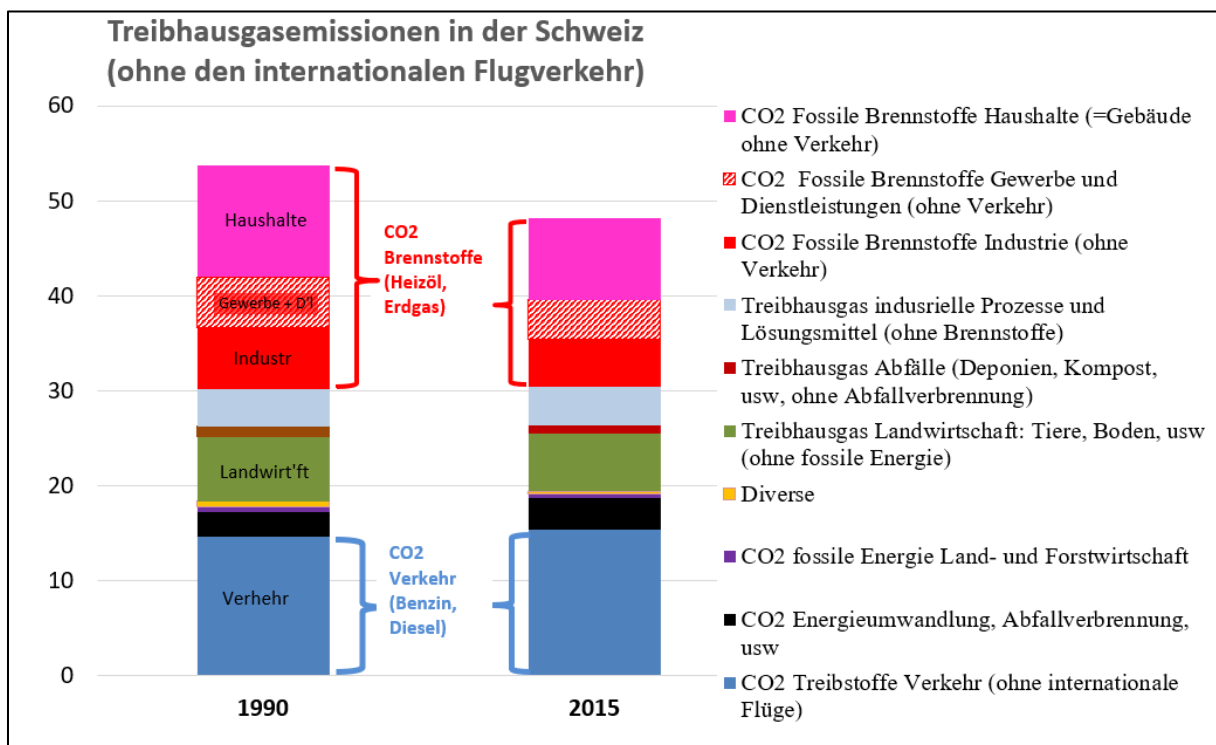 Treibhausgasemissionen in der Schweiz
(ohne den internationalen Flugverkehr)
60
50
40
30
20
10
0
Haushalte
Gewerbe + D'l
Industr
Landwirt'ft
Verhehr
CO2
Brennstoffe
(Heizöl,
Erdgas)
CO2
Verkehr
(Benzin,
Diesel)
1990
2015
CO2 Fossile Brennstoffe Haushalte (=Gebäude
ohne Verkehr)
CO2 Fossile Brennstoffe Gewerbe und
Dienstleistungen (ohne Verkehr)
CO2 Fossile Brennstoffe Industrie (ohne
Verkehr)
Treibhausgas indusrielle Prozesse und
Lösungsmittel (ohne Brennstoffe)
Treibhausgas Abfälle (Deponien, Kompost,
usw, ohne Abfallverbrennung)
Treibhausgas Landwirtschaft: Tiere, Boden, usw
(ohne fossile Energie)
Diverse
CO2 fossile Energie Land- und Forstwirtschaft
CO2 Energieumwandlung, Abfallverbrennung,
usw
CO2 Treibstoffe Verkehr (ohne internationale
Flüge)